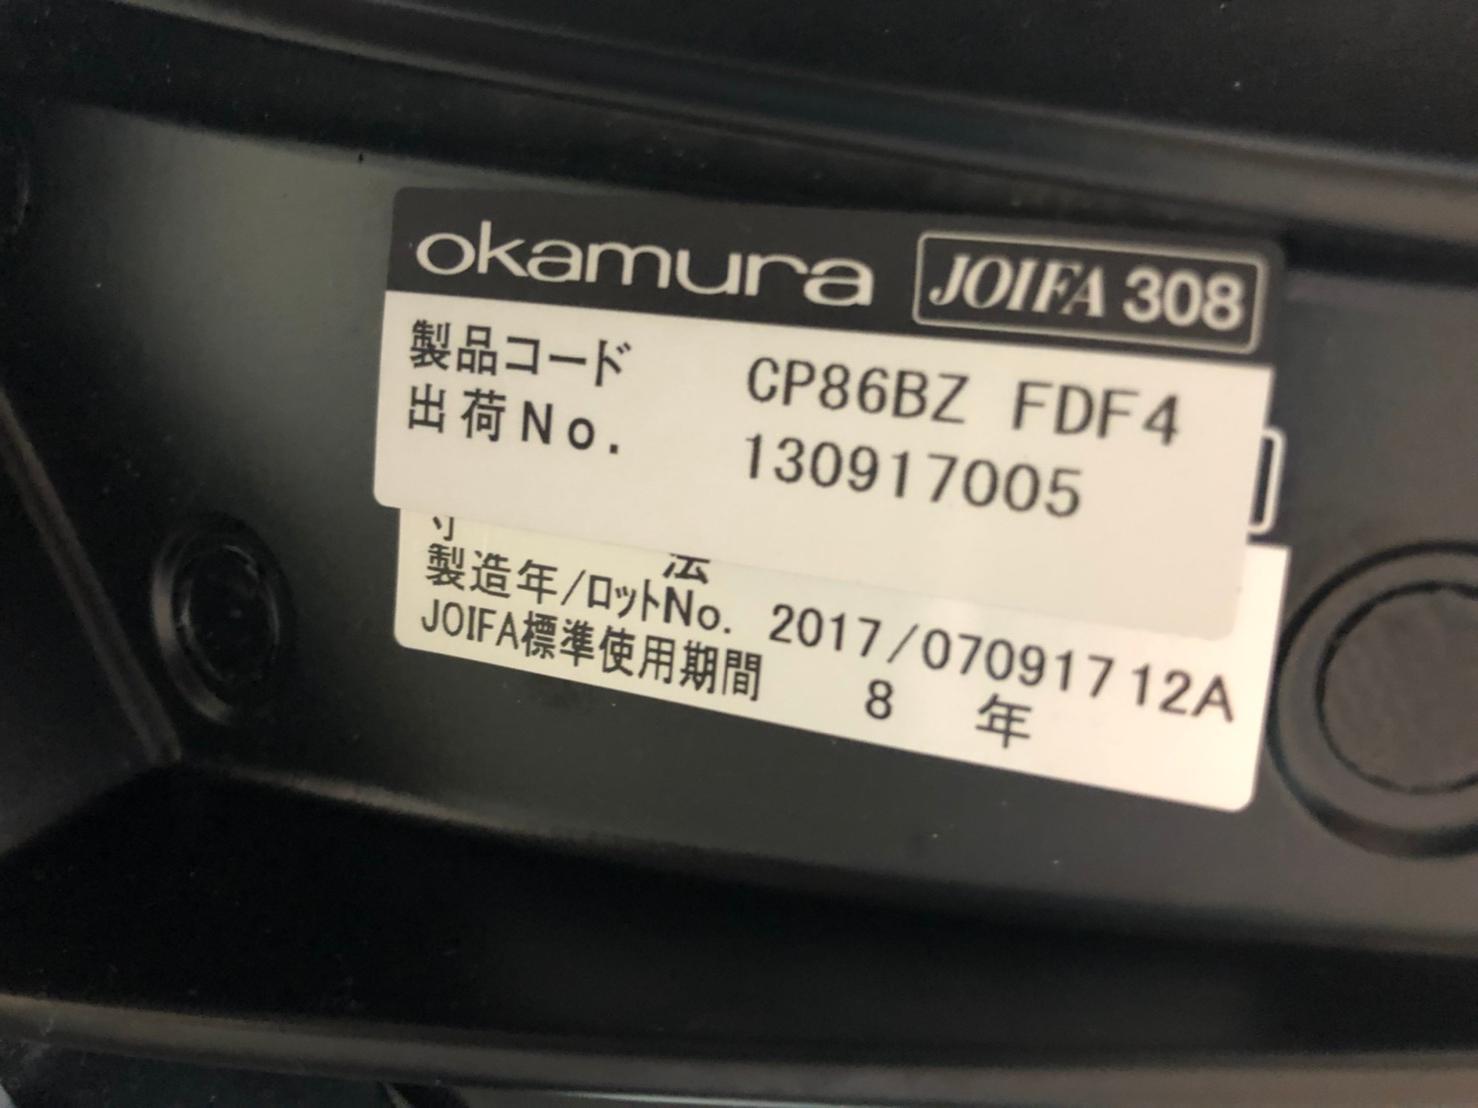 okamura JOIFA 308
製品コード CP86BZ FDF4
出荷No. 130917005
寸 法
製造年/ロットNo. 2017/07091712A
JOIFA標準使用期間 8 年